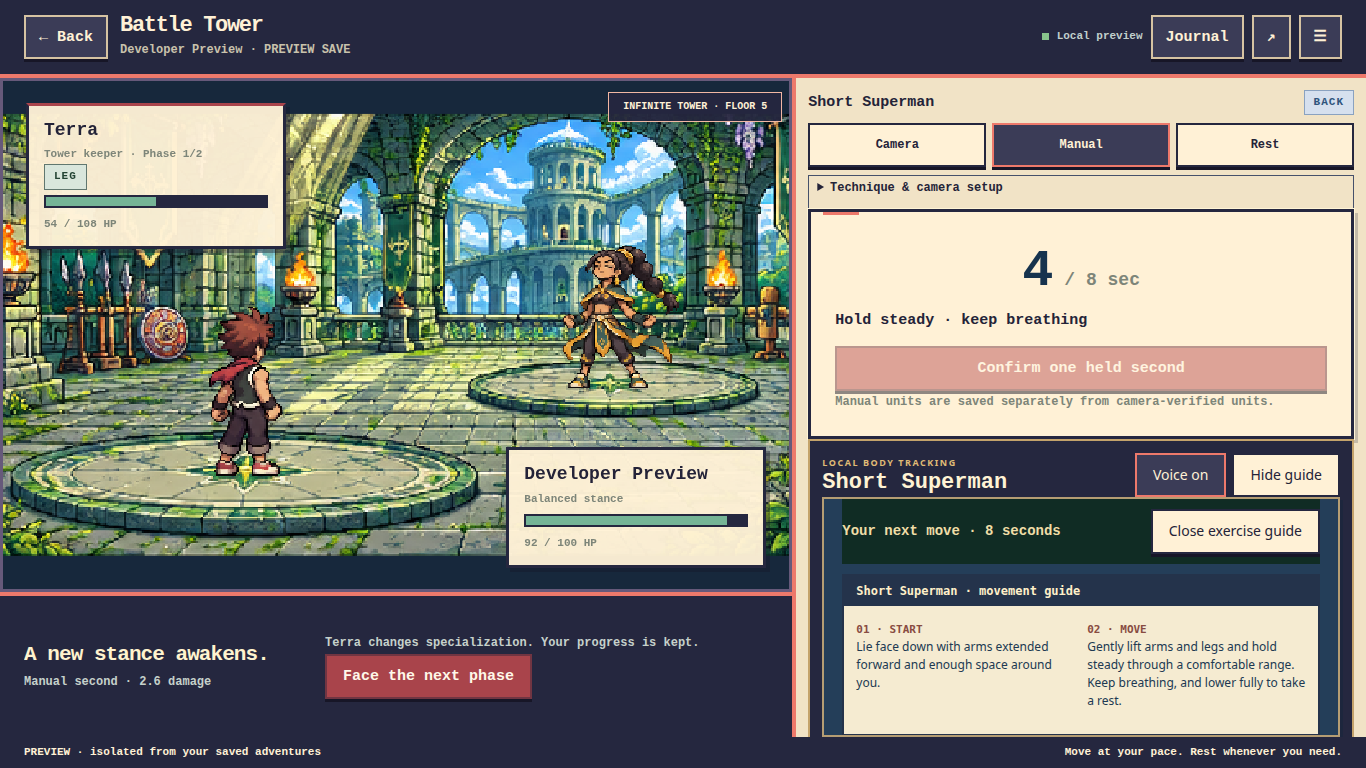 ← Back
Battle Tower
Developer Preview · PREVIEW SAVE
Local preview
Journal
↗
☰
INFINITE TOWER · FLOOR 5
Terra
Tower keeper · Phase 1/2
LEG
54 / 108 HP
Developer Preview
Balanced stance
92 / 100 HP
A new stance awakens.
Manual second · 2.6 damage
Terra changes specialization. Your progress is kept.
Face the next phase
Short Superman
BACK
Camera
Manual
Rest
▶ Technique & camera setup
4 / 8 sec
Hold steady · keep breathing
Confirm one held second
Manual units are saved separately from camera-verified units.
LOCAL BODY TRACKING
Short Superman
Voice on
Hide guide
Your next move · 8 seconds
Close exercise guide
Short Superman · movement guide
01 · START
Lie face down with arms extended
forward and enough space around
you.
02 · MOVE
Gently lift arms and legs and hold
steady through a comfortable range.
Keep breathing, and lower fully to take
a rest.
PREVIEW · isolated from your saved adventures
Move at your pace. Rest whenever you need.